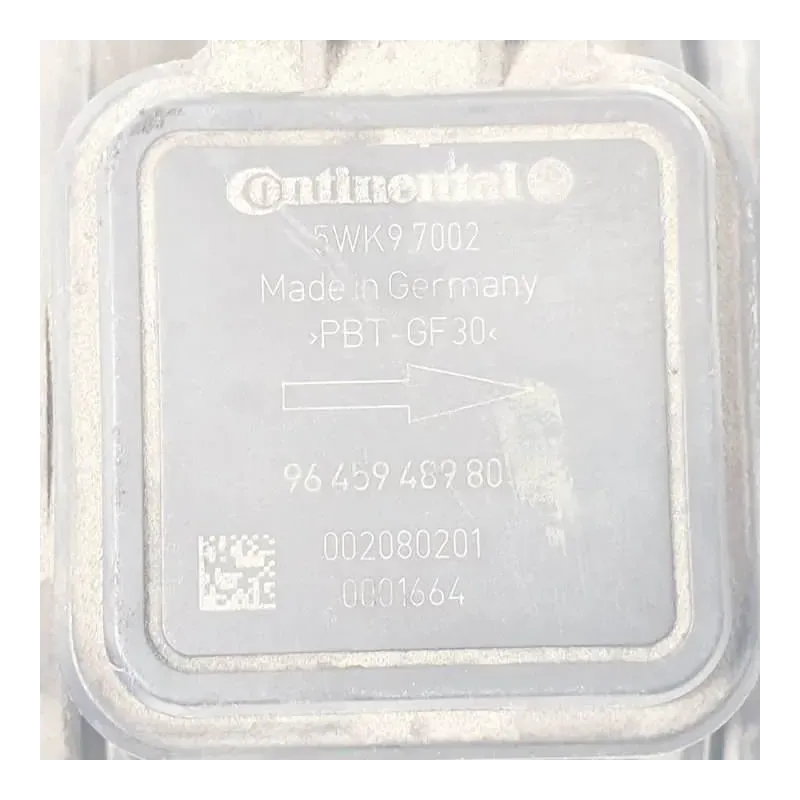 Continental
5WK9 7002
Made in Germany
>PBT-GF30<
96 459 489 80
002080201
0001664